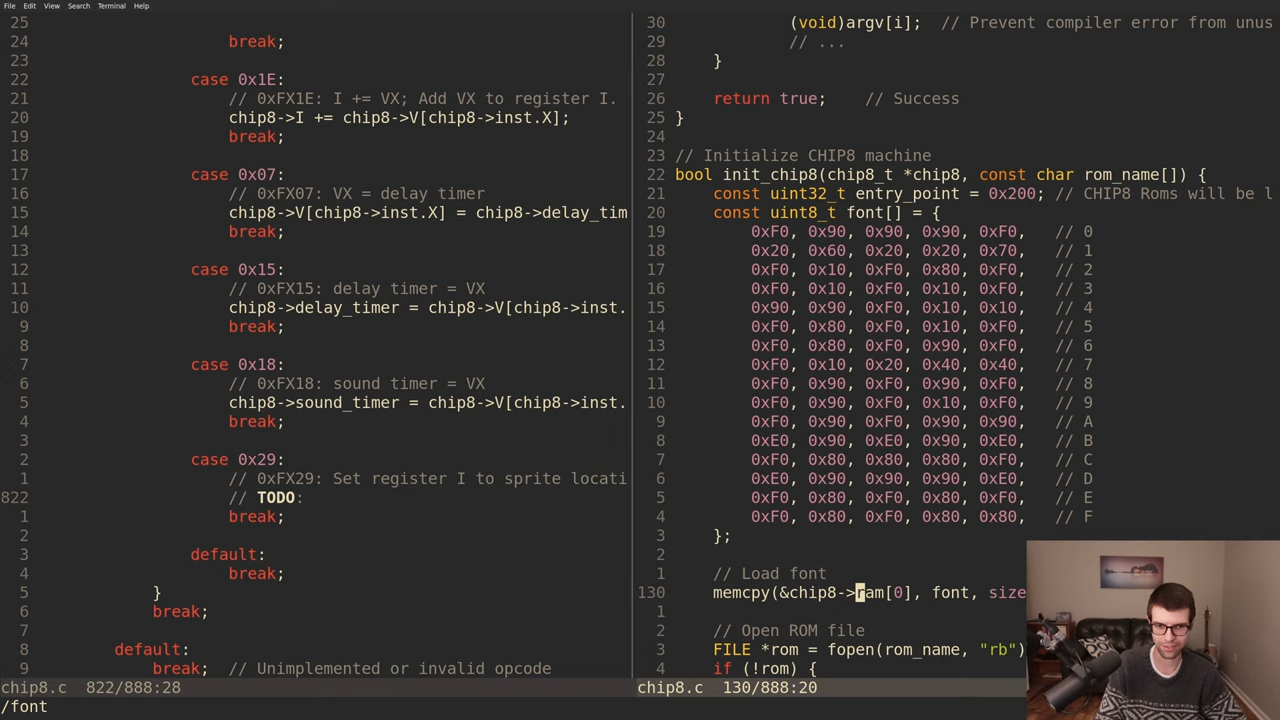 File Edit View Search Terminal Help
25
24 break;
23
22 case 0x1E:
21 // 0xFX1E: I += VX; Add VX to register I.
20 chip8->I += chip8->V[chip8->inst.X];
19 break;
18
17 case 0x07:
16 // 0xFX07: VX = delay timer
15 chip8->V[chip8->inst.X] = chip8->delay_tim
14 break;
13
12 case 0x15:
11 // 0xFX15: delay timer = VX
10 chip8->delay_timer = chip8->V[chip8->inst.
9 break;
8
7 case 0x18:
6 // 0xFX18: sound timer = VX
5 chip8->sound_timer = chip8->V[chip8->inst.
4 break;
3
2 case 0x29:
1 // 0xFX29: Set register I to sprite locati
822 // TODO:
1 break;
2
3 default:
4 break;
5 }
6 break;
7
8 default:
9 break; // Unimplemented or invalid opcode
chip8.c 822/888:28
/font
30 (void)argv[i]; // Prevent compiler error from unus
29 // ...
28 }
27
26 return true; // Success
25 }
24
23 // Initialize CHIP8 machine
22 bool init_chip8(chip8_t *chip8, const char rom_name[]) {
21 const uint32_t entry_point = 0x200; // CHIP8 Roms will be l
20 const uint8_t font[] = {
19 0xF0, 0x90, 0x90, 0x90, 0xF0, // 0
18 0x20, 0x60, 0x20, 0x20, 0x70, // 1
17 0xF0, 0x10, 0xF0, 0x80, 0xF0, // 2
16 0xF0, 0x10, 0xF0, 0x10, 0xF0, // 3
15 0x90, 0x90, 0xF0, 0x10, 0x10, // 4
14 0xF0, 0x80, 0xF0, 0x10, 0xF0, // 5
13 0xF0, 0x80, 0xF0, 0x90, 0xF0, // 6
12 0xF0, 0x10, 0x20, 0x40, 0x40, // 7
11 0xF0, 0x90, 0xF0, 0x90, 0xF0, // 8
10 0xF0, 0x90, 0xF0, 0x10, 0xF0, // 9
9 0xF0, 0x90, 0xF0, 0x90, 0x90, // A
8 0xE0, 0x90, 0xE0, 0x90, 0xE0, // B
7 0xF0, 0x80, 0x80, 0x80, 0xF0, // C
6 0xE0, 0x90, 0x90, 0x90, 0xE0, // D
5 0xF0, 0x80, 0xF0, 0x80, 0xF0, // E
4 0xF0, 0x80, 0xF0, 0x80, 0x80, // F
3 };
2
1 // Load font
130 memcpy(&chip8->ram[0], font, size
1
2 // Open ROM file
3 FILE *rom = fopen(rom_name, "rb")
4 if (!rom) {
chip8.c 130/888:20